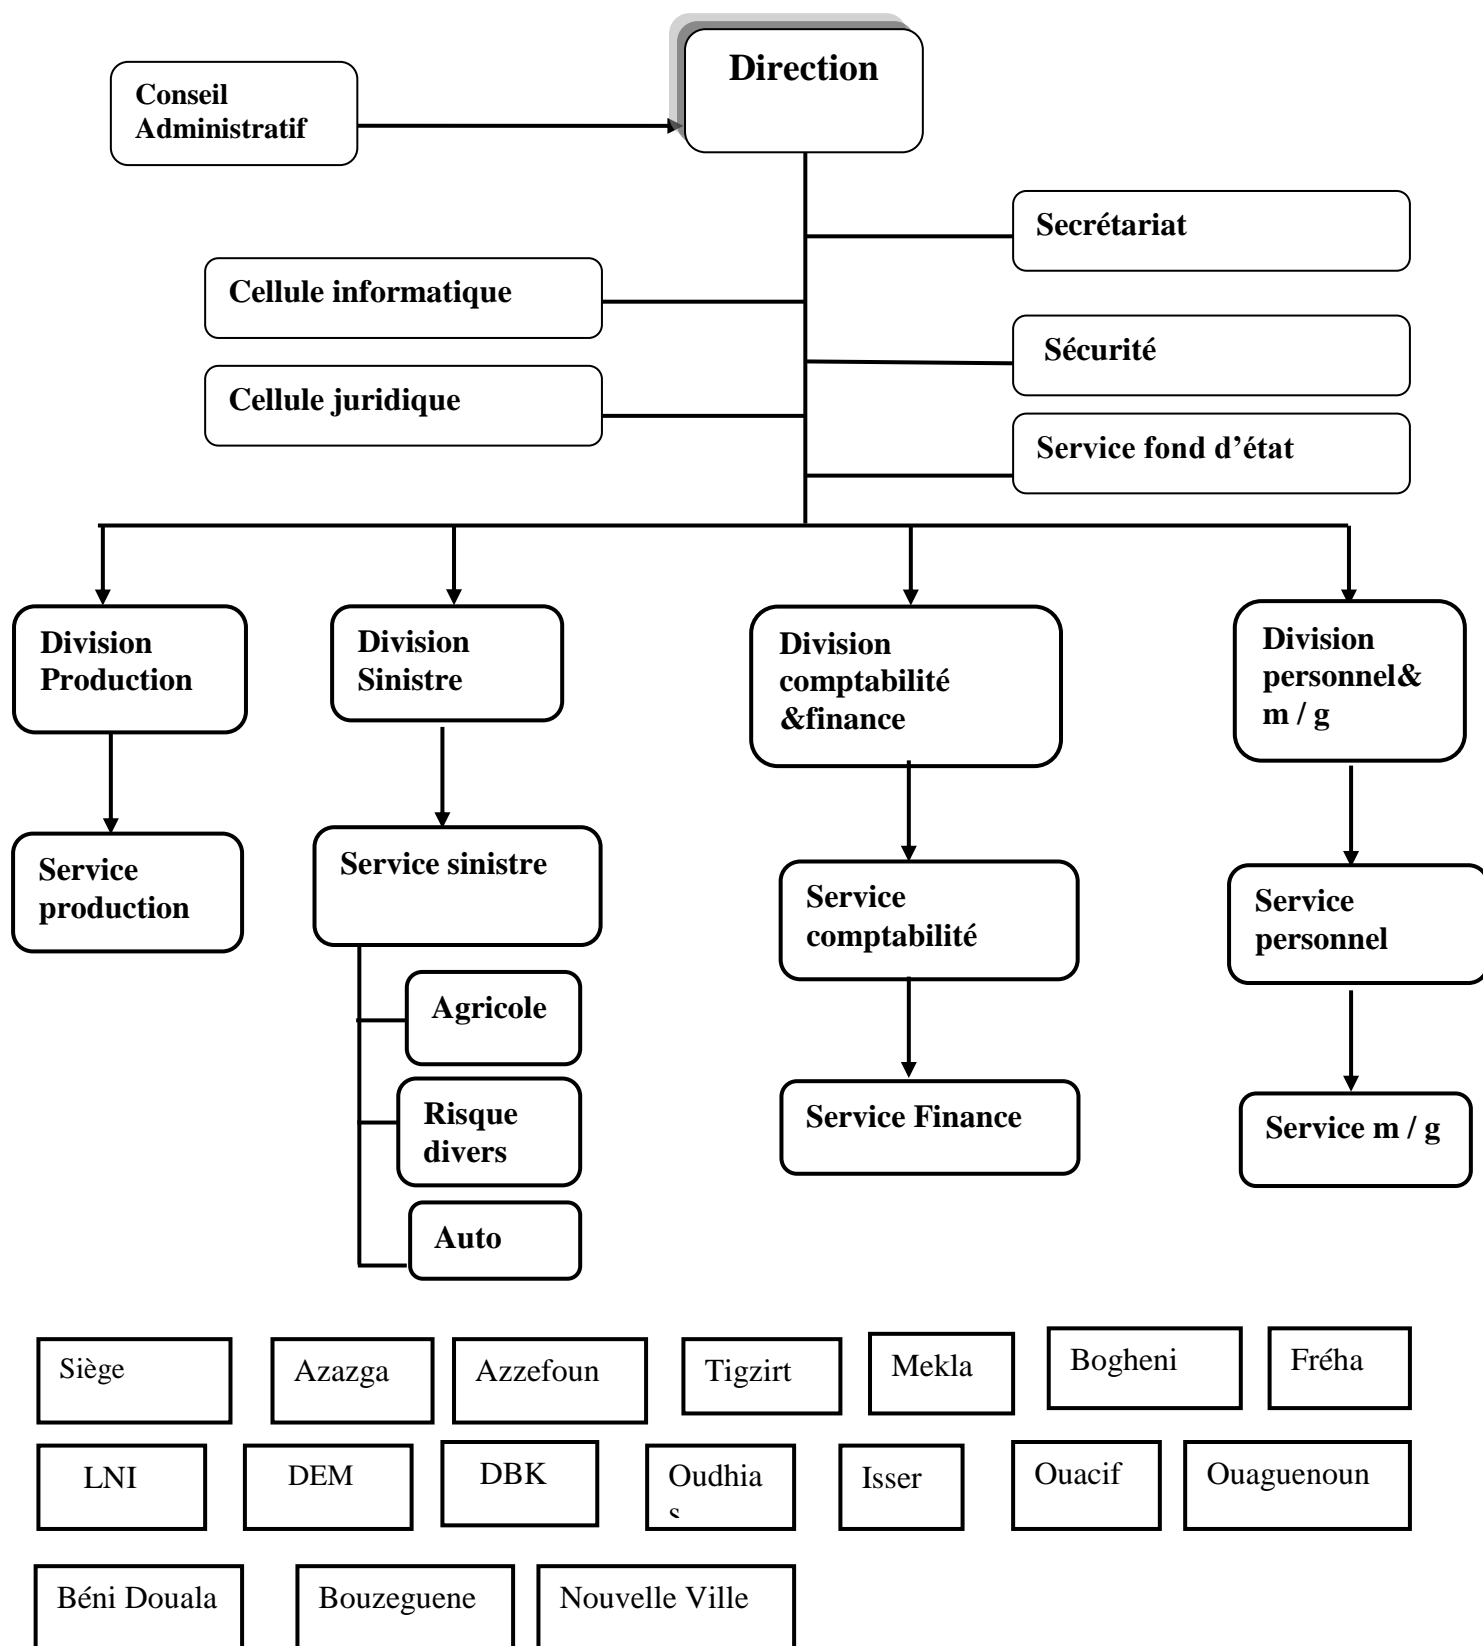 Direction
Conseil
Administratif
Secrétariat
Cellule informatique
Sécurité
Cellule juridique
Service fond d’état
Division
Production
Division
Sinistre
Division
comptabilité
&finance
Division
personnel&
m / g
Service
production
Service sinistre
Service
comptabilité
Service
personnel
Agricole
Risque
divers
Auto
Service Finance
Service m / g
Siège
Azazga
Azzefoun
Tigzirt
Mekla
Bogheni
Fréha
LNI
DEM
DBK
Oudhia
s
Isser
Ouacif
Ouaguenoun
Béni Douala
Bouzeguene
Nouvelle Ville